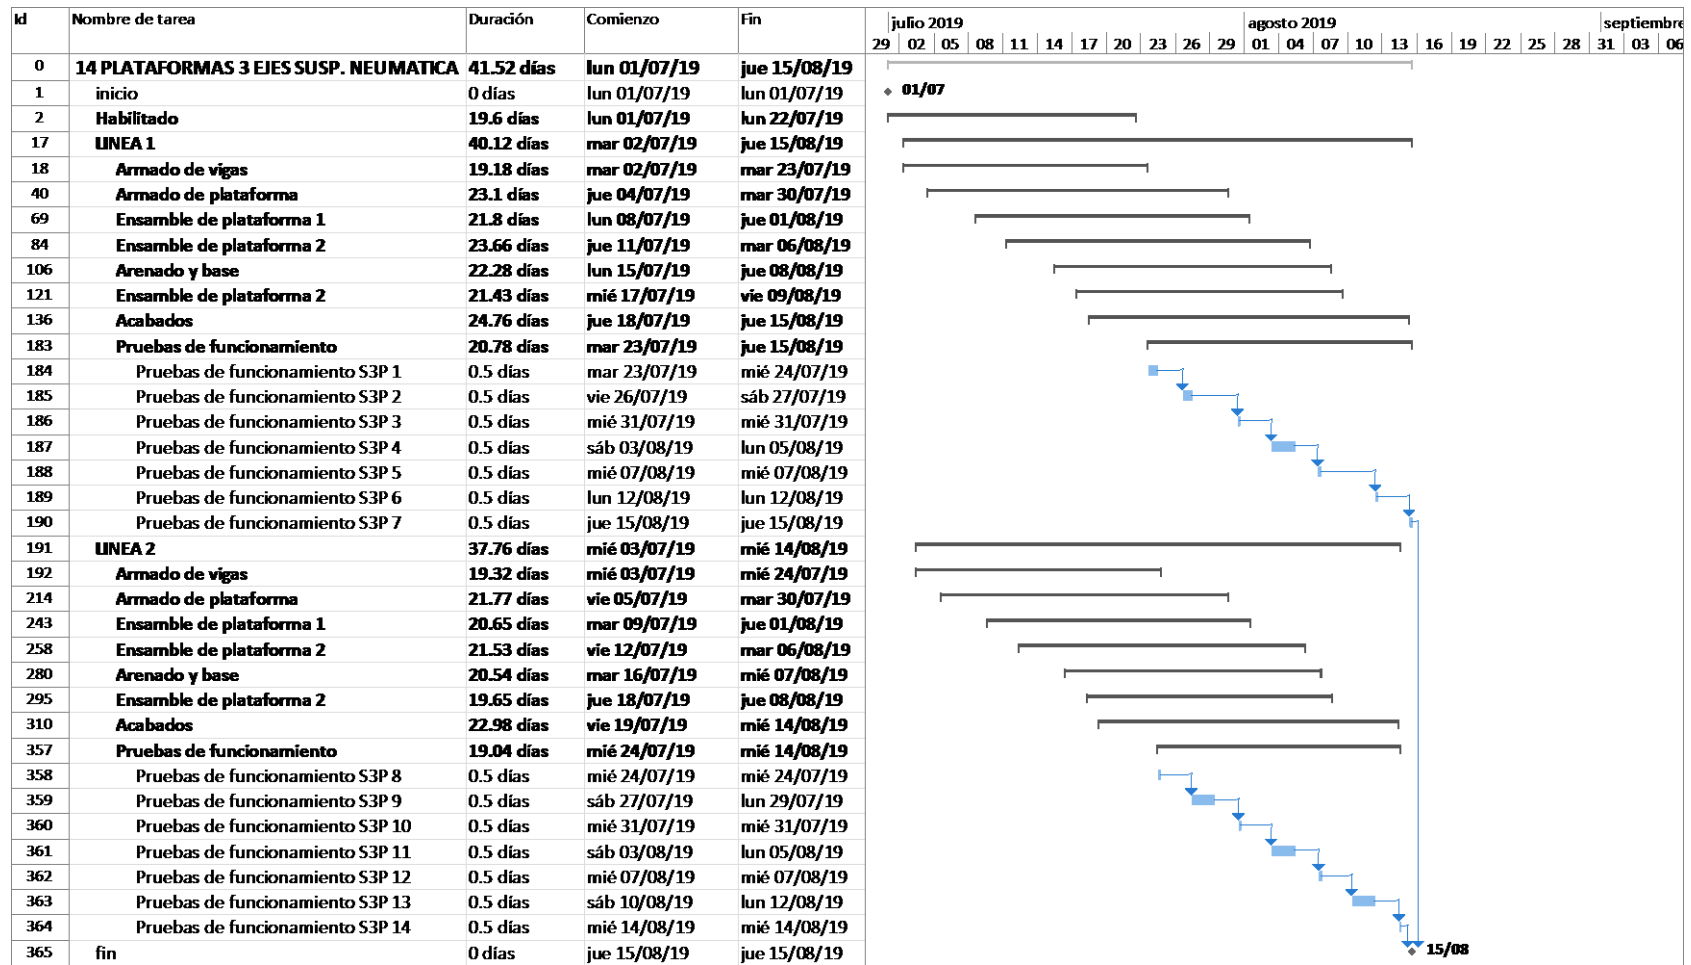 Id Nombre de tarea Duración Comienzo Fin julio 2019 agosto 2019 septiembre
29 02 05 08 11 14 17 20 23 26 29 01 04 07 10 13 16 19 22 25 28 31 03 06
0 14 PLATAFORMAS 3 EJES SUSP. NEUMATICA 41.52 días lun 01/07/19 jue 15/08/19
1 inicio 0 días lun 01/07/19 lun 01/07/19 01/07
2 Habilitado 19.6 días lun 01/07/19 lun 22/07/19
17 LINEA 1 40.12 días mar 02/07/19 jue 15/08/19
18 Armado de vigas 19.18 días mar 02/07/19 mar 23/07/19
40 Armado de plataforma 23.1 días jue 04/07/19 mar 30/07/19
69 Ensamble de plataforma 1 21.8 días lun 08/07/19 jue 01/08/19
84 Ensamble de plataforma 2 23.66 días jue 11/07/19 mar 06/08/19
106 Arenado y base 22.28 días lun 15/07/19 jue 08/08/19
121 Ensamble de plataforma 2 21.43 días mié 17/07/19 vie 09/08/19
136 Acabados 24.76 días jue 18/07/19 jue 15/08/19
183 Pruebas de funcionamiento 20.78 días mar 23/07/19 jue 15/08/19
184 Pruebas de funcionamiento S3P 1 0.5 días mar 23/07/19 mié 24/07/19
185 Pruebas de funcionamiento S3P 2 0.5 días vie 26/07/19 sáb 27/07/19
186 Pruebas de funcionamiento S3P 3 0.5 días mié 31/07/19 mié 31/07/19
187 Pruebas de funcionamiento S3P 4 0.5 días sáb 03/08/19 lun 05/08/19
188 Pruebas de funcionamiento S3P 5 0.5 días mié 07/08/19 mié 07/08/19
189 Pruebas de funcionamiento S3P 6 0.5 días lun 12/08/19 lun 12/08/19
190 Pruebas de funcionamiento S3P 7 0.5 días jue 15/08/19 jue 15/08/19
191 LINEA 2 37.76 días mié 03/07/19 mié 14/08/19
192 Armado de vigas 19.32 días mié 03/07/19 mié 24/07/19
214 Armado de plataforma 21.77 días vie 05/07/19 mar 30/07/19
243 Ensamble de plataforma 1 20.65 días mar 09/07/19 jue 01/08/19
258 Ensamble de plataforma 2 21.53 días vie 12/07/19 mar 06/08/19
280 Arenado y base 20.54 días mar 16/07/19 mié 07/08/19
295 Ensamble de plataforma 2 19.65 días jue 18/07/19 jue 08/08/19
310 Acabados 22.98 días vie 19/07/19 mié 14/08/19
357 Pruebas de funcionamiento 19.04 días mié 24/07/19 mié 14/08/19
358 Pruebas de funcionamiento S3P 8 0.5 días mié 24/07/19 mié 24/07/19
359 Pruebas de funcionamiento S3P 9 0.5 días sáb 27/07/19 lun 29/07/19
360 Pruebas de funcionamiento S3P 10 0.5 días mié 31/07/19 mié 31/07/19
361 Pruebas de funcionamiento S3P 11 0.5 días sáb 03/08/19 lun 05/08/19
362 Pruebas de funcionamiento S3P 12 0.5 días mié 07/08/19 mié 07/08/19
363 Pruebas de funcionamiento S3P 13 0.5 días sáb 10/08/19 lun 12/08/19
364 Pruebas de funcionamiento S3P 14 0.5 días mié 14/08/19 mié 14/08/19
365 fin 0 días jue 15/08/19 jue 15/08/19 15/08